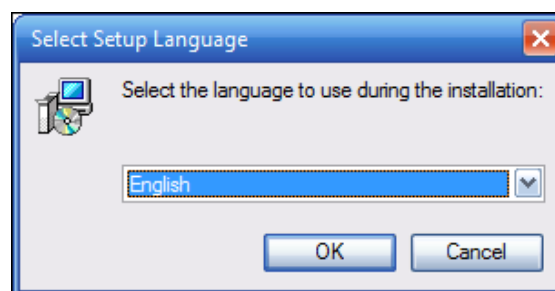 Select Setup Language
Select the language to use during the installation:
English
OK
Cancel